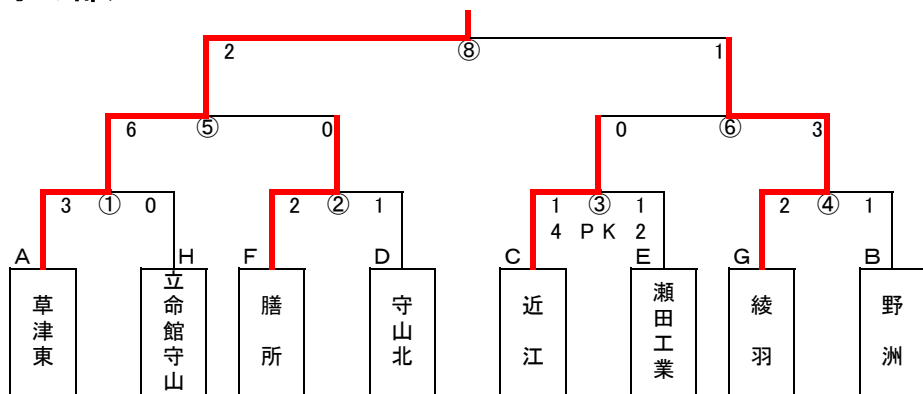 2 ⑧ 1
6 ⑤ 0 0 ⑥ 3
3 ① 0 2 ② 1 1 ③ 1 2 ④ 1
4 PK 2
A H F D C E G B
草津東
立命館守山
膳所
守山北
近江
瀬田工業
綾羽
野洲